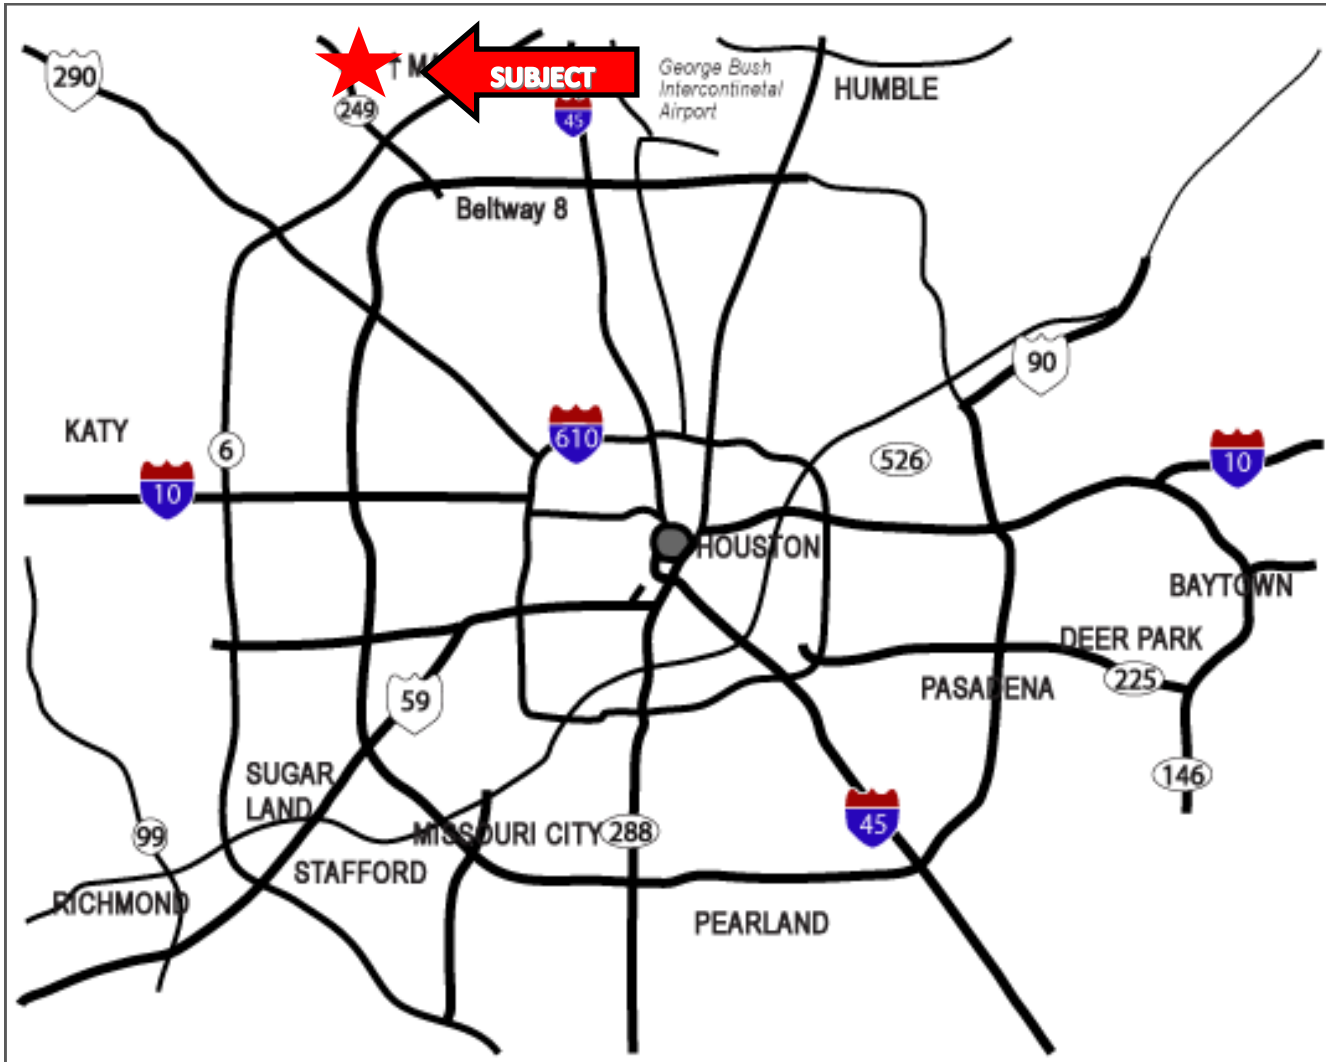 290
249
SUBJECT
45
George Bush
Intercontinetal
Airport
HUMBLE
Beltway 8
90
KATY
6
10
610
526
10
HOUSTON
BAYTOWN
DEER PARK
225
PASADENA
59
146
SUGAR
LAND
99
MISSOURI CITY
288
45
STAFFORD
RICHMOND
PEARLAND